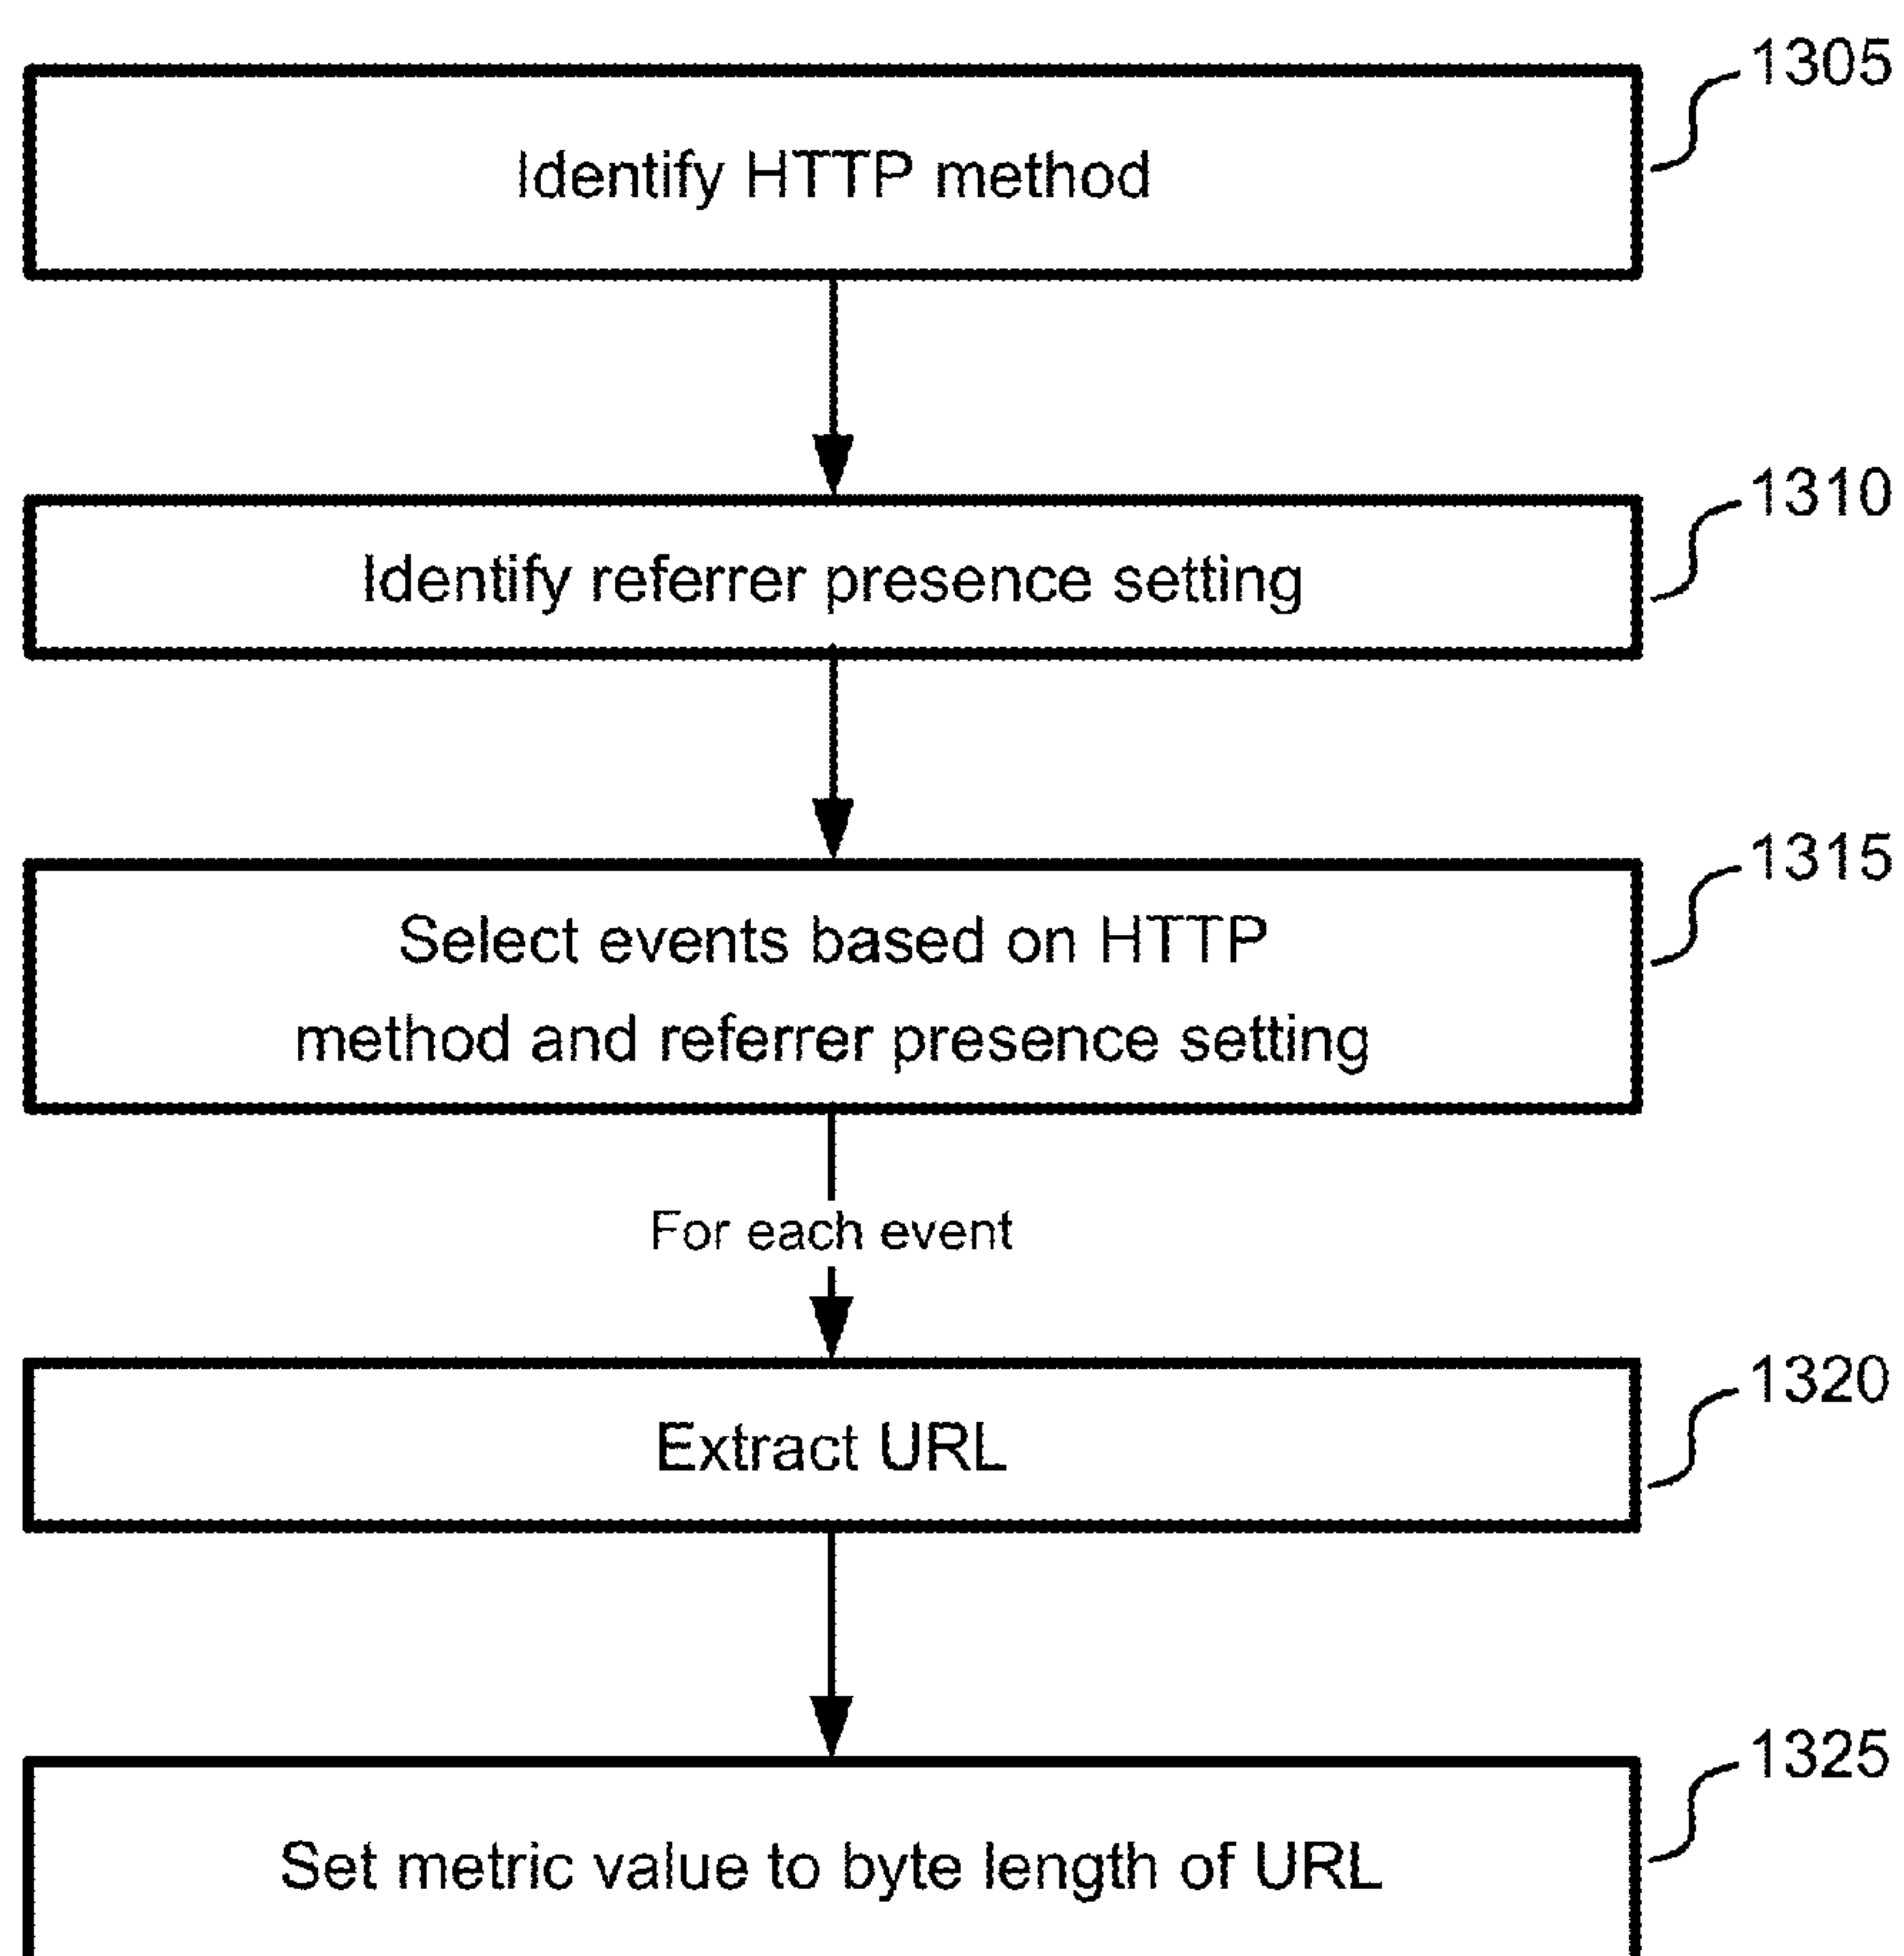 1305
Identify HTTP method
1310
Identify referrer presence setting
1315
Select events based on HTTP
method and referrer presence setting
For each event
1320
Extract URL
1325
Set metric value to byte length of URL